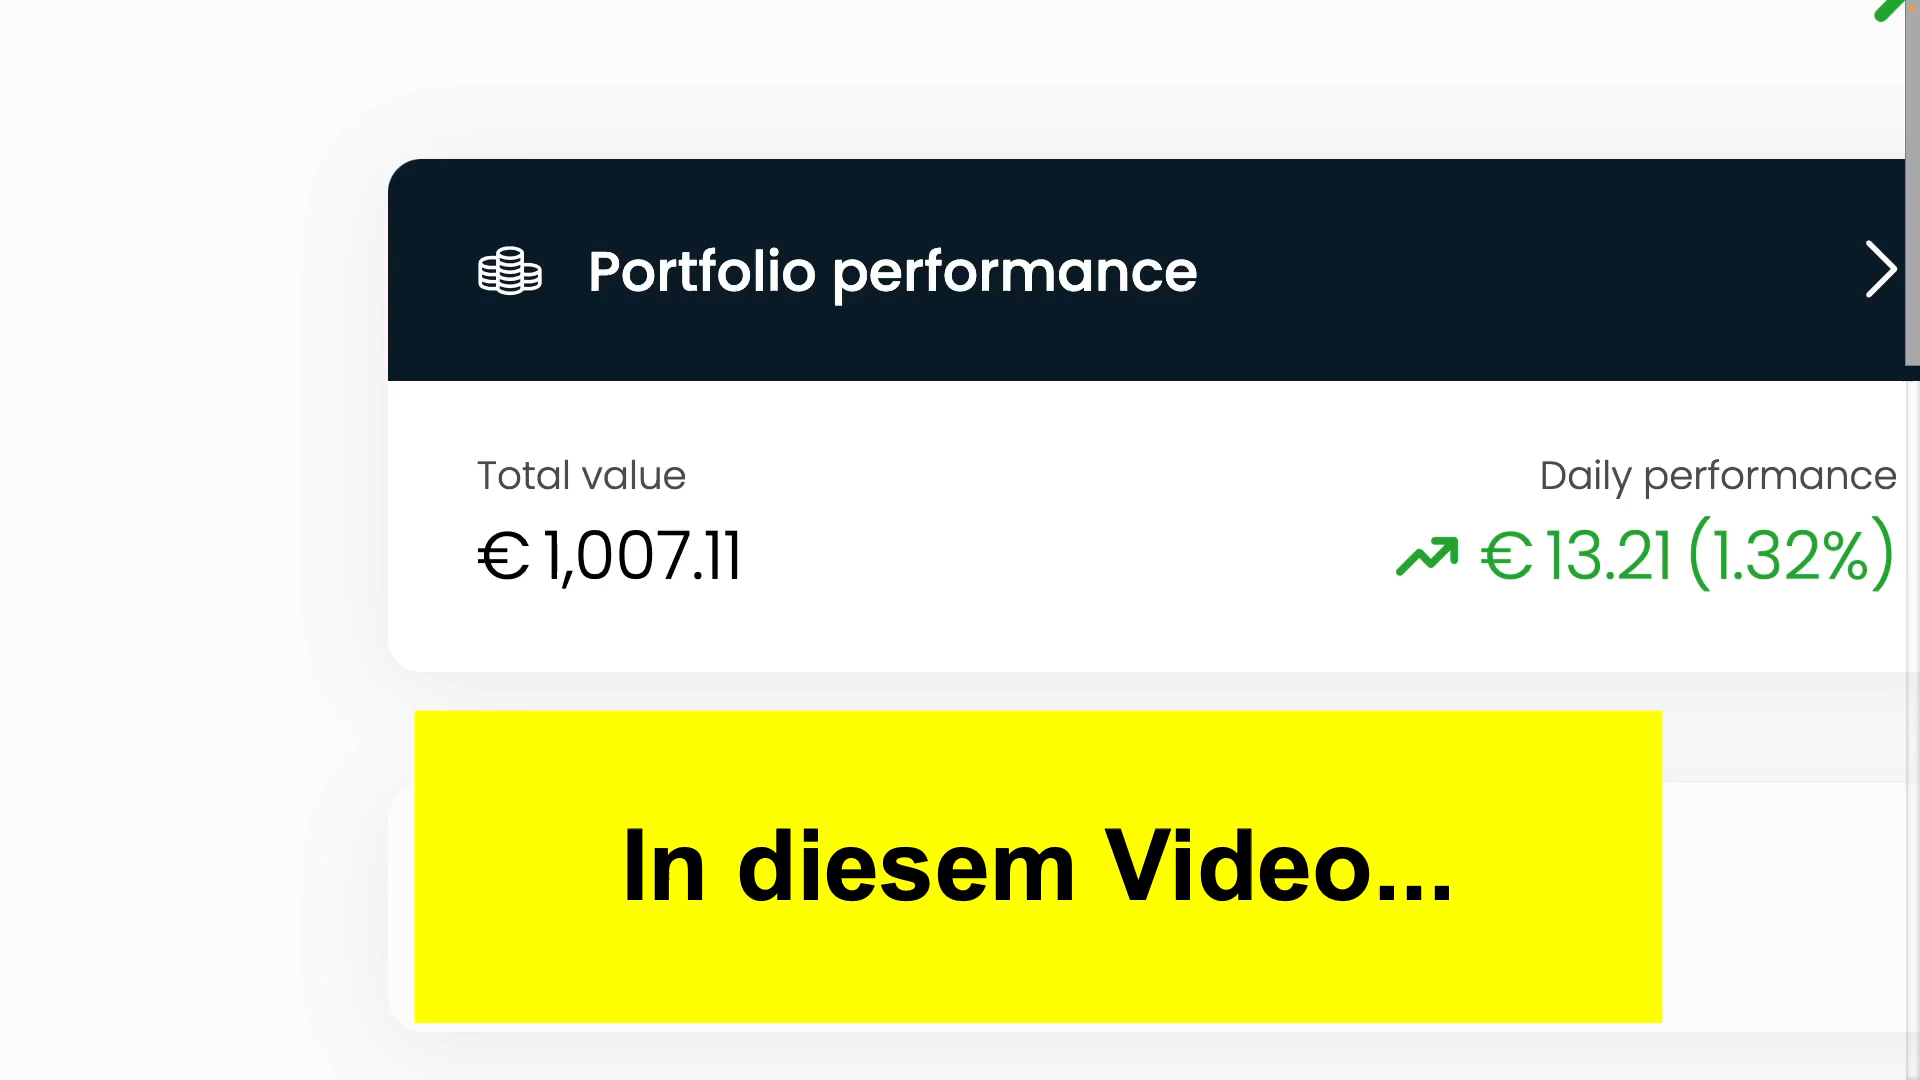 Portfolio performance
Total value
Daily performance
€ 1,007.11
€ 13.21 (1.32%)
In diesem Video...